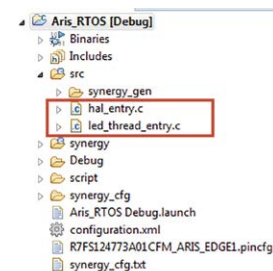 Aris_RTOS [Debug]
Binaries
Includes
src
synergy_gen
hal_entry.c
led_thread_entry.c
synergy
Debug
script
synergy_cfg
Aris_RTOS Debug.launch
configuration.xml
R7FS124773A01CFM_ARIS_EDGE1.pincfg
synergy_cfg.txt